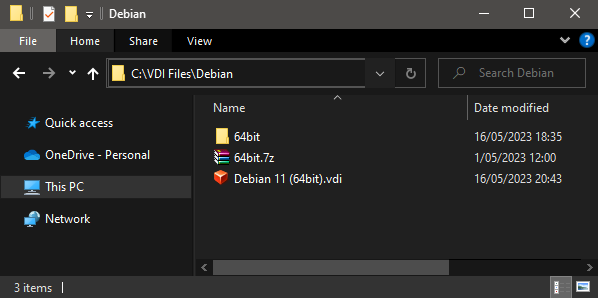 Debian
File Home Share View
C:\VDI Files\Debian
Search Debian
Name Date modified
Quick access
OneDrive - Personal
This PC
Network
64bit 16/05/2023 18:35
64bit.7z 1/05/2023 12:00
Debian 11 (64bit).vdi 16/05/2023 20:43
3 items